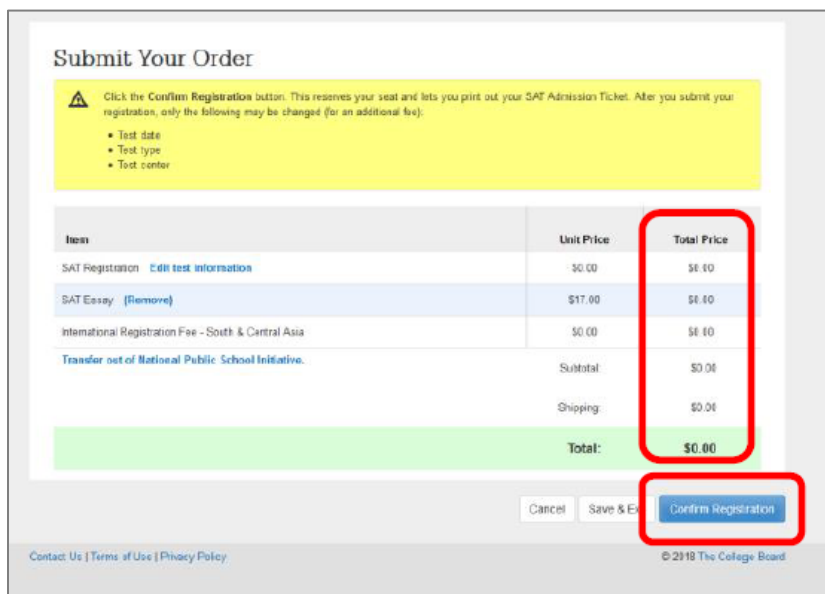 Submit Your Order
Click the Confirm Registration button. This reserves your seat and lets you print out your SAT Admission Ticket. After you submit your
registration, only the following may be changed (for an additional fee):
• Test date
• Test type
• Test center
Item Unit Price Total Price
SAT Registration Edit test information $0.00 $0.00
SAT Essay (Remove) $17.00 $0.00
International Registration Fee - South & Central Asia $0.00 $0.00
Transfer out of National Public School Initiative. Subtotal: $0.00
Shipping: $0.00
Total: $0.00
Cancel Save & Ex Confirm Registration
Contact Us | Terms of Use | Privacy Policy © 2018 The College Board